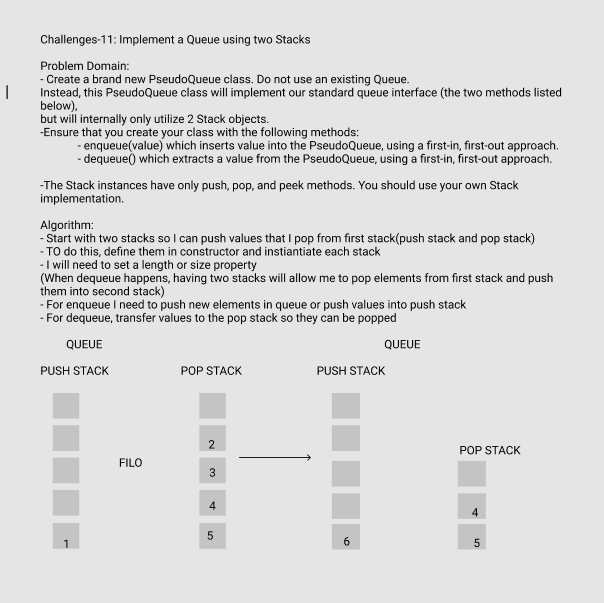 Challenges-11: Implement a Queue using two Stacks
Problem Domain:
- Create a brand new PseudoQueue class. Do not use an existing Queue.
Instead, this PseudoQueue class will implement our standard queue interface (the two methods listed
below),
but will internally only utilize 2 Stack objects.
-Ensure that you create your class with the following methods:
- enqueue(value) which inserts value into the PseudoQueue, using a first-in, first-out approach.
- dequeue() which extracts a value from the PseudoQueue, using a first-in, first-out approach.
-The Stack instances have only push, pop, and peek methods. You should use your own Stack
implementation.
Algorithm:
- Start with two stacks so I can push values that I pop from first stack(push stack and pop stack)
- TO do this, define them in constructor and instiantiate each stack
- I will need to set a length or size property
(When dequeue happens, having two stacks will allow me to pop elements from first stack and push
them into second stack)
- For enqueue I need to push new elements in queue or push values into push stack
- For dequeue, transfer values to the pop stack so they can be popped
QUEUE
PUSH STACK
POP STACK
FILO
1
2
3
4
5
QUEUE
PUSH STACK
6
POP STACK
4
5